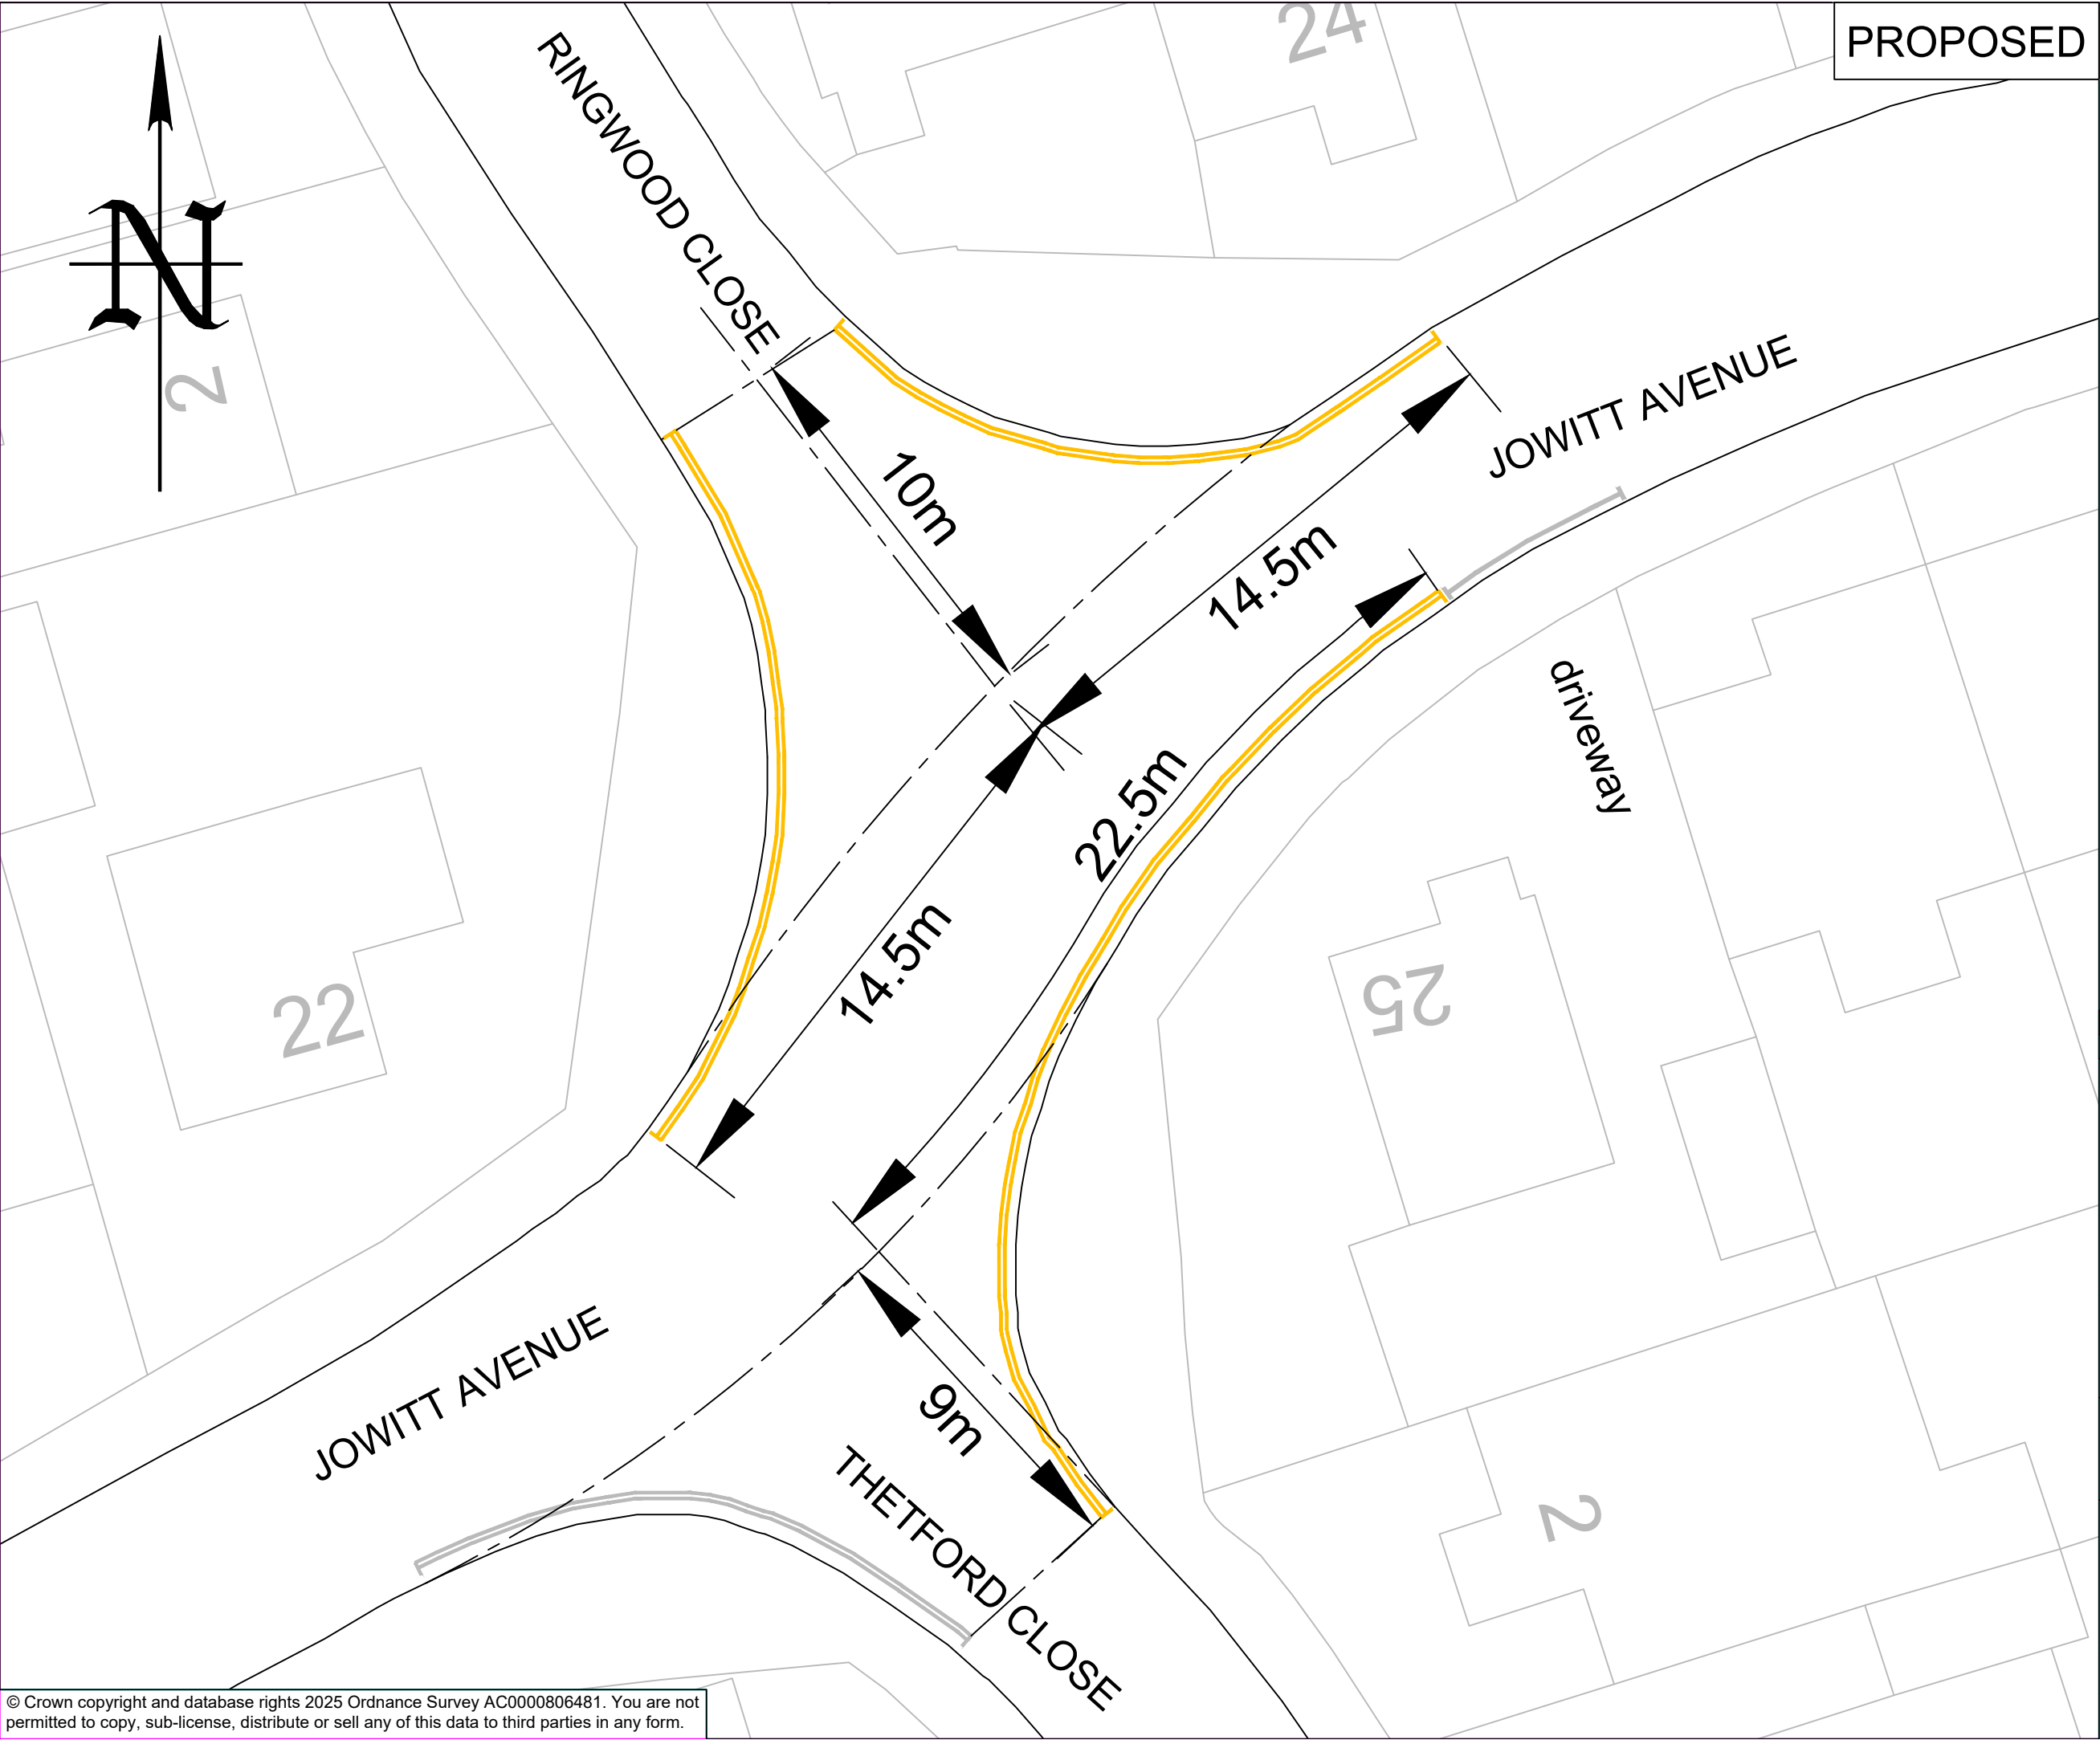 PROPOSED
24
RINGWOOD CLOSE
N
2
JOWITT AVENUE
10m
14.5m
driveway
22.5m
14.5m
22
25
JOWITT AVENUE
9m
THETFORD CLOSE
2
© Crown copyright and database rights 2025 Ordnance Survey AC0000806481. You are not
permitted to copy, sub-license, distribute or sell any of this data to third parties in any form.